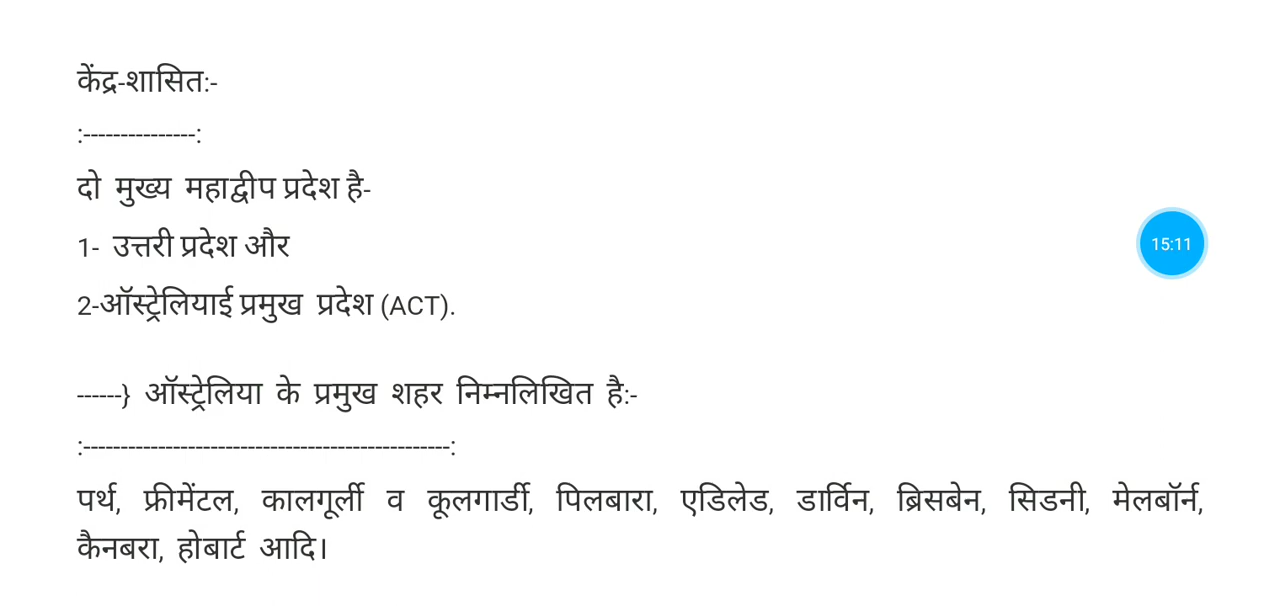 केंद्र-शासित:-
:---------------:
दो मुख्य महाद्वीप प्रदेश है-
1- उत्तरी प्रदेश और
15:11
2-ऑस्ट्रेलियाई प्रमुख प्रदेश (ACT).
------} ऑस्ट्रेलिया के प्रमुख शहर निम्नलिखित है:-
:-------------------------------------------------:
पर्थ, फ्रीमेंटल, कालगूर्ली व कूलगार्डी, पिलबारा, एडिलेड, डार्विन, ब्रिसबेन, सिडनी, मेलबॉर्न,
कैनबरा, होबार्ट आदि।